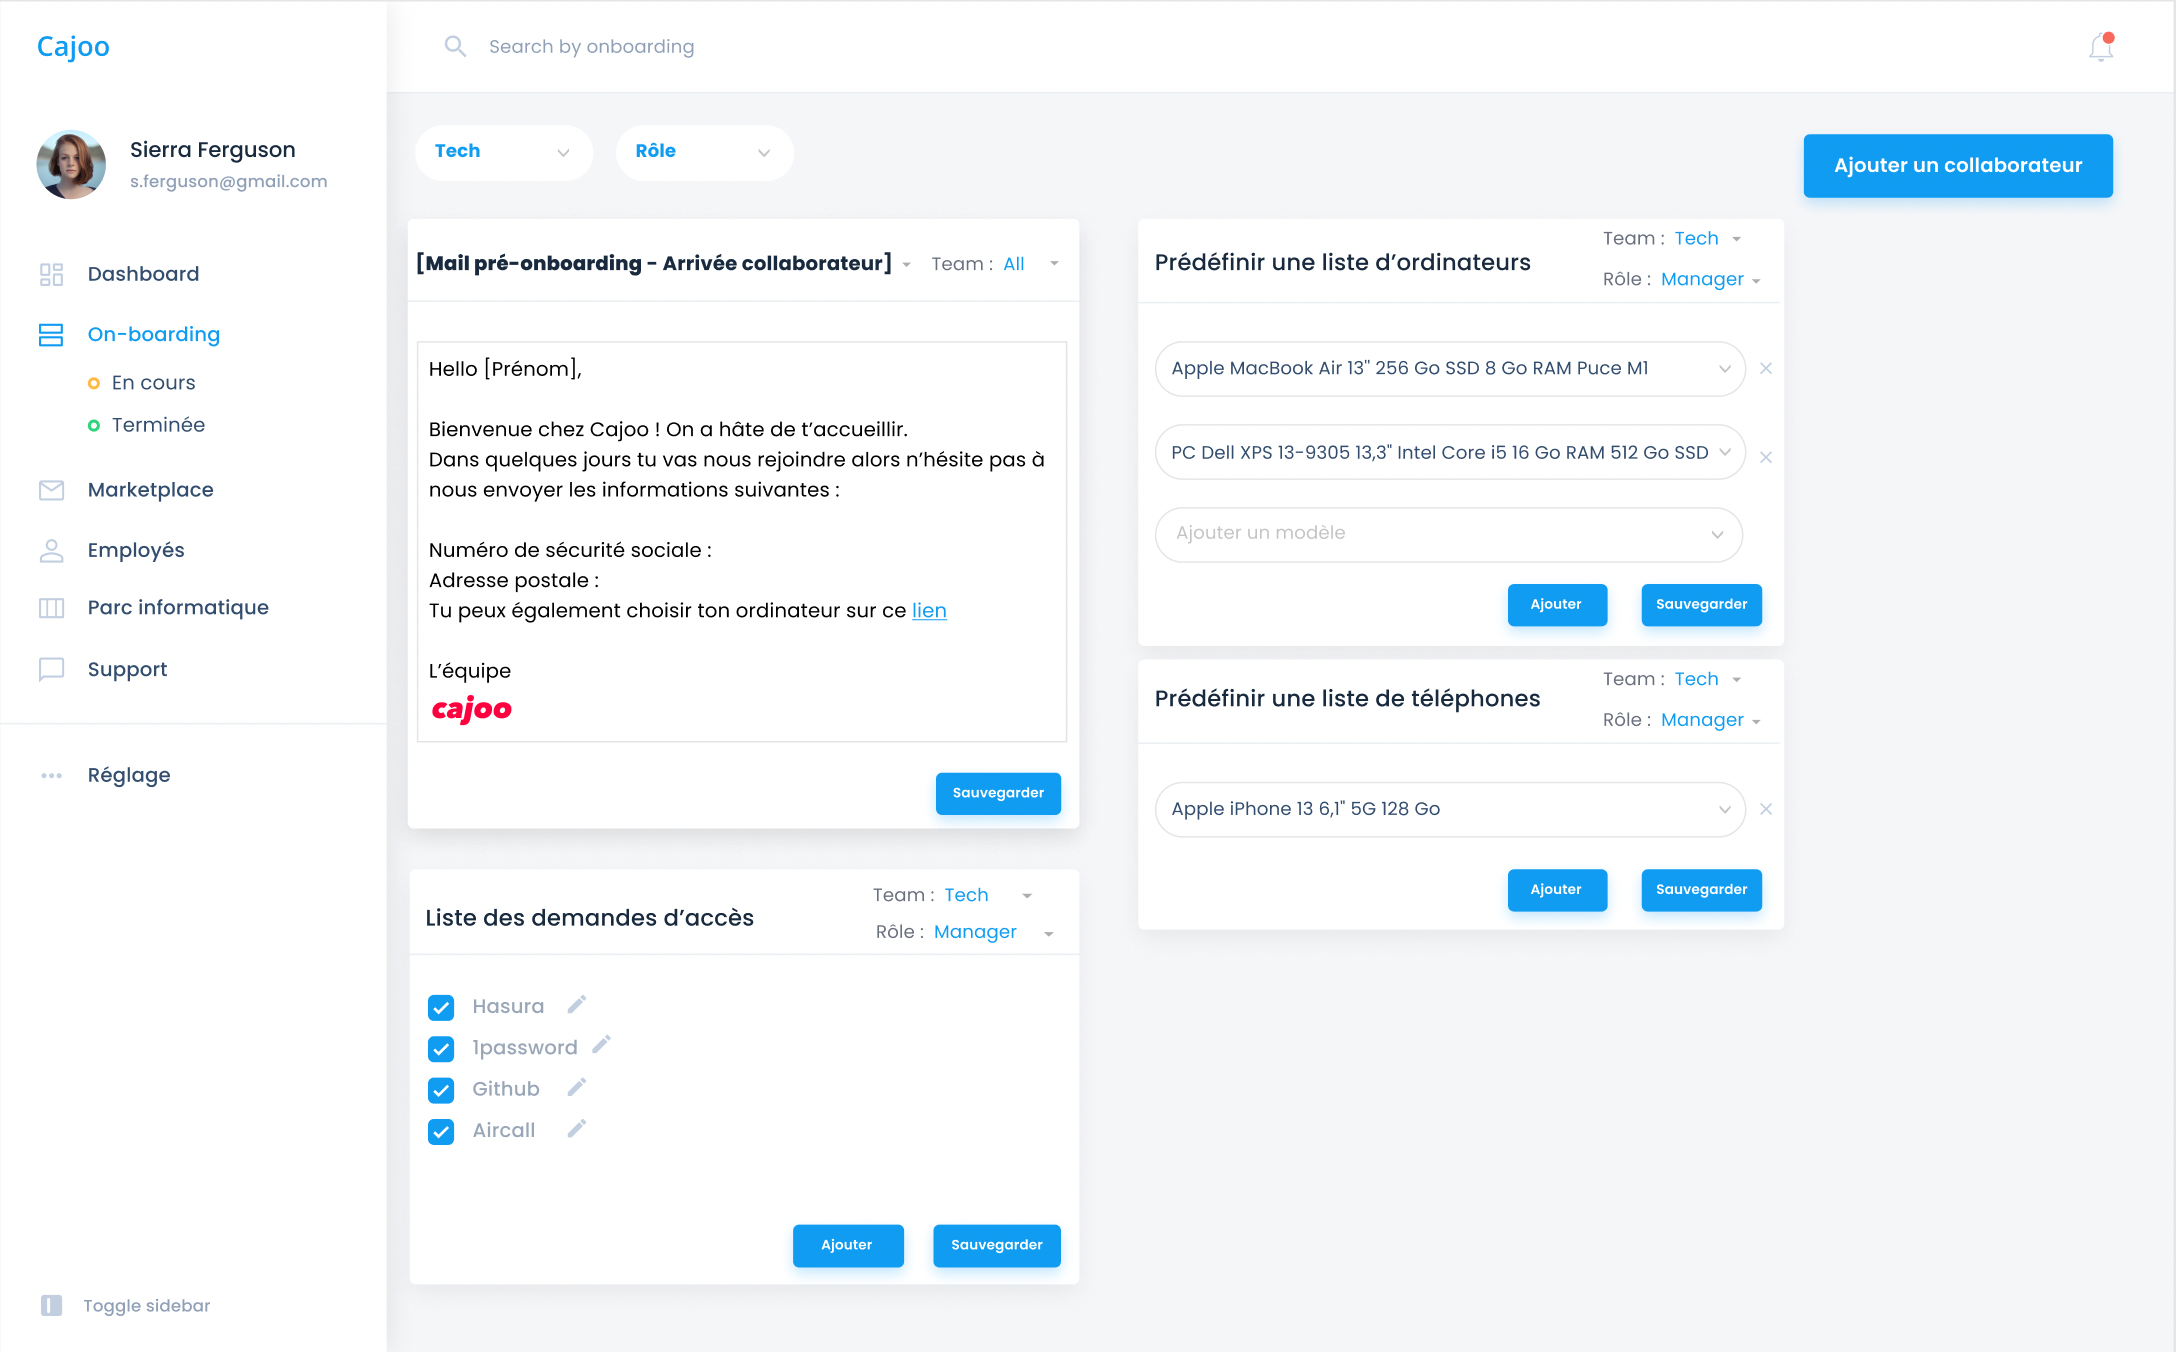 Cajoo
Search by onboarding
Sierra Ferguson
s.ferguson@gmail.com
Dashboard
On-boarding
En cours
Terminée
Marketplace
Employés
Parc informatique
Support
Réglage
Toggle sidebar
Tech
Rôle
Ajouter un collaborateur
[Mail pré-onboarding - Arrivée collaborateur]
Team : All
Hello [Prénom],
Bienvenue chez Cajoo ! On a hâte de t’accueillir.
Dans quelques jours tu vas nous rejoindre alors n’hésite pas à
nous envoyer les informations suivantes :
Numéro de sécurité sociale :
Adresse postale :
Tu peux également choisir ton ordinateur sur ce lien
L’équipe
cajoo
Sauvegarder
Liste des demandes d’accès
Team : Tech
Rôle : Manager
Hasura
1password
Github
Aircall
Ajouter
Sauvegarder
Prédéfinir une liste d’ordinateurs
Team : Tech
Rôle : Manager
Apple MacBook Air 13" 256 Go SSD 8 Go RAM Puce M1
PC Dell XPS 13-9305 13,3" Intel Core i5 16 Go RAM 512 Go SSD
Ajouter un modèle
Ajouter
Sauvegarder
Prédéfinir une liste de téléphones
Team : Tech
Rôle : Manager
Apple iPhone 13 6,1" 5G 128 Go
Ajouter
Sauvegarder